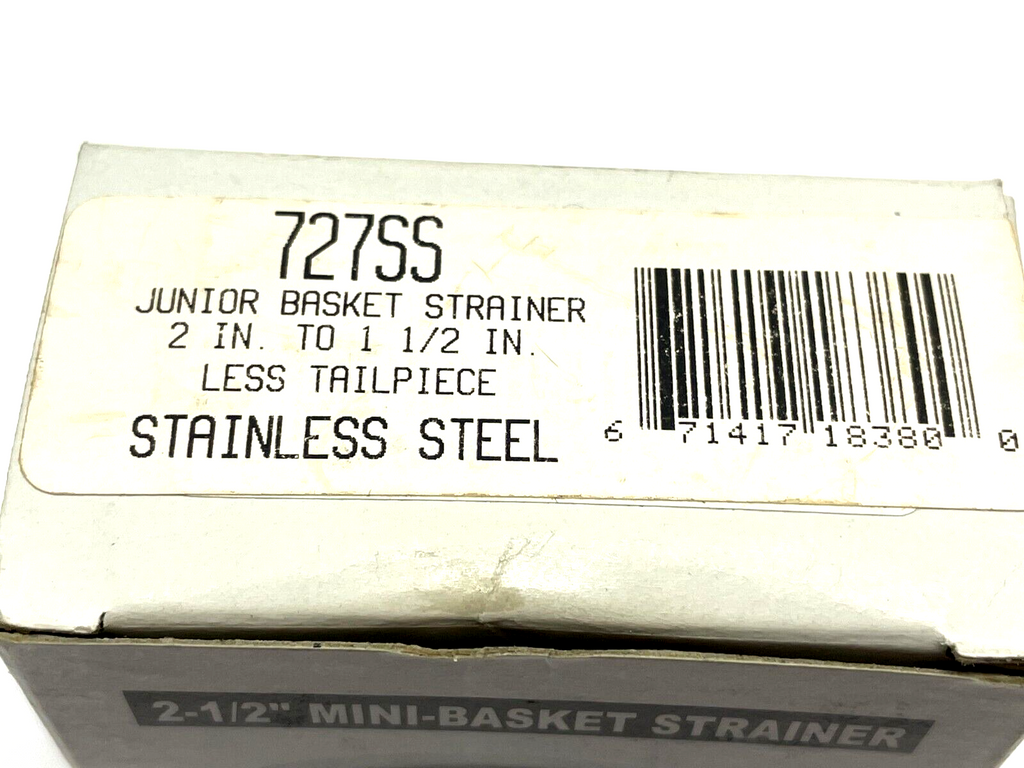 727SS
JUNIOR BASKET STRAINER
2 IN. TO 1 1/2 IN.
LESS TAILPIECE
STAINLESS STEEL
6 71417 18380 0
2-1/2" MINI-BASKET STRAINER